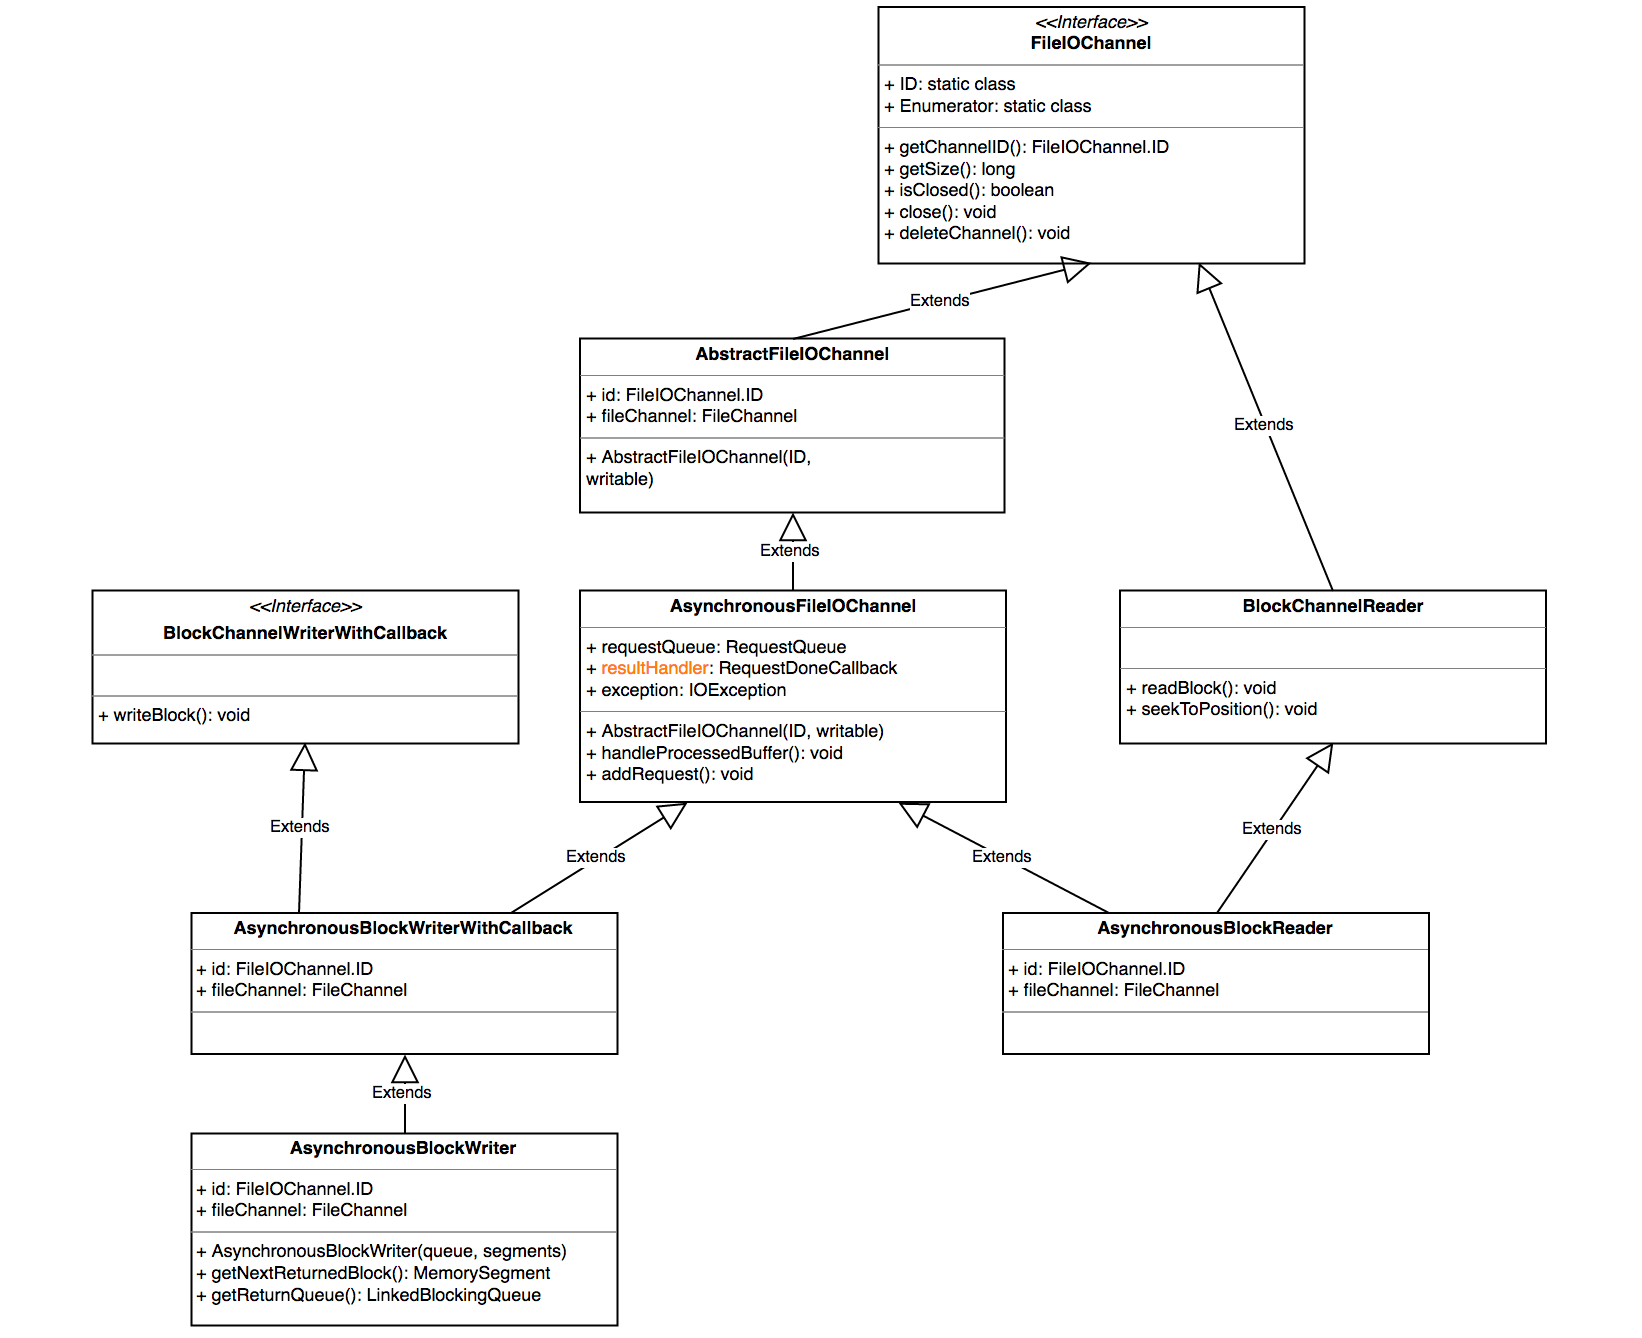 <<Interface>>
FileIOChannel
+ ID: static class
+ Enumerator: static class
+ getChannelID(): FileIOChannel.ID
+ getSize(): long
+ isClosed(): boolean
+ close(): void
+ deleteChannel(): void
Extends
AbstractFileIOChannel
+ id: FileIOChannel.ID
+ fileChannel: FileChannel
+ AbstractFileIOChannel(ID,
writable)
Extends
Extends
<<Interface>>
BlockChannelWriterWithCallback
+ writeBlock(): void
AsynchronousFileIOChannel
+ requestQueue: RequestQueue
+ resultHandler: RequestDoneCallback
+ exception: IOException
+ AbstractFileIOChannel(ID, writable)
+ handleProcessedBuffer(): void
+ addRequest(): void
BlockChannelReader
+ readBlock(): void
+ seekToPosition(): void
Extends
Extends
Extends
Extends
AsynchronousBlockWriterWithCallback
+ id: FileIOChannel.ID
+ fileChannel: FileChannel
AsynchronousBlockReader
+ id: FileIOChannel.ID
+ fileChannel: FileChannel
Extends
AsynchronousBlockWriter
+ id: FileIOChannel.ID
+ fileChannel: FileChannel
+ AsynchronousBlockWriter(queue, segments)
+ getNextReturnedBlock(): MemorySegment
+ getReturnQueue(): LinkedBlockingQueue